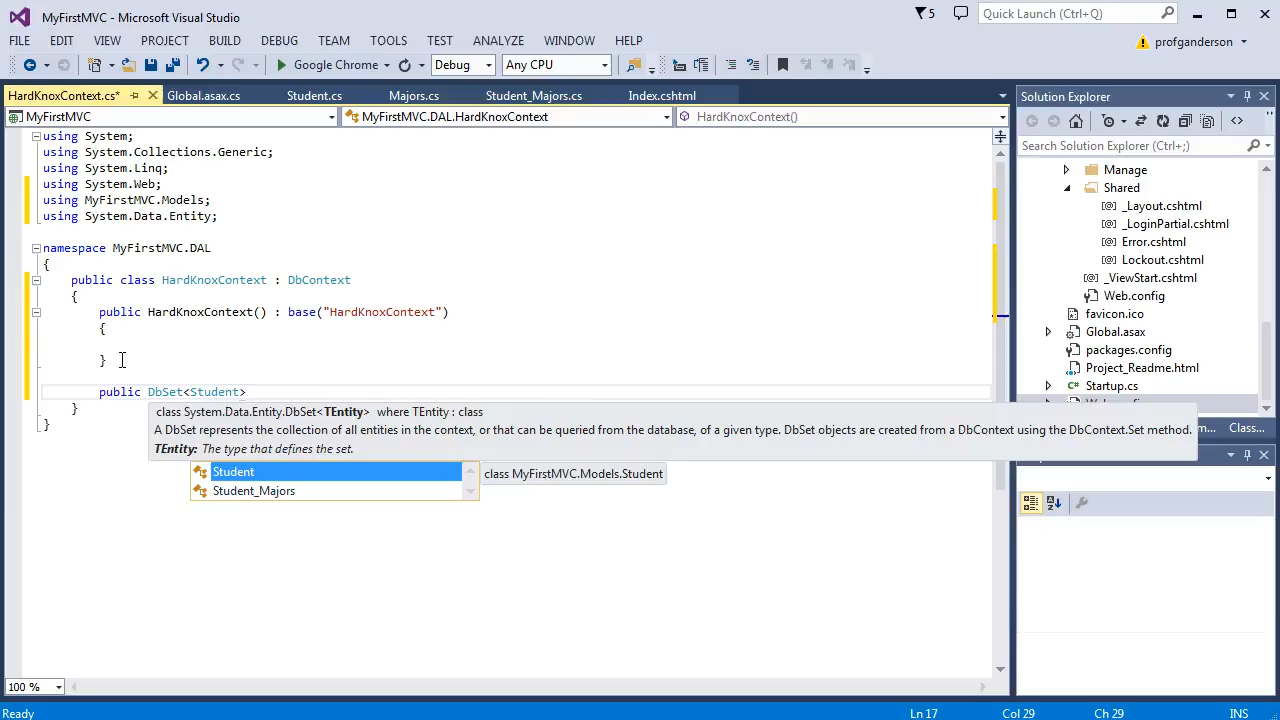 MyFirstMVC - Microsoft Visual Studio
5
Quick Launch (Ctrl+Q)
FILE EDIT VIEW PROJECT BUILD DEBUG TEAM TOOLS TEST ANALYZE WINDOW HELP
profganderson
Google Chrome Debug Any CPU
HardKnoxContext.cs* Global.asax.cs Student.cs Majors.cs Student_Majors.cs Index.cshtml
MyFirstMVC MyFirstMVC.DAL.HardKnoxContext HardKnoxContext()
using System;
using System.Collections.Generic;
using System.Linq;
using System.Web;
using MyFirstMVC.Models;
using System.Data.Entity;
namespace MyFirstMVC.DAL
{
public class HardKnoxContext : DbContext
{
public HardKnoxContext() : base("HardKnoxContext")
{
}
public DbSet<Student>
}
}
class System.Data.Entity.DbSet<TEntity> where TEntity : class
A DbSet represents the collection of all entities in the context, or that can be queried from the database, of a given type. DbSet objects are created from a DbContext using the DbContext.Set method.
TEntity: The type that defines the set.
Student
Student_Majors
class MyFirstMVC.Models.Student
Solution Explorer
Search Solution Explorer (Ctrl+;)
Manage
Shared
_Layout.cshtml
_LoginPartial.cshtml
Error.cshtml
Lockout.cshtml
_ViewStart.cshtml
Web.config
favicon.ico
Global.asax
packages.config
Project_Readme.html
Startup.cs
m... Class...
100 %
Ready Ln 17 Col 29 Ch 29 INS